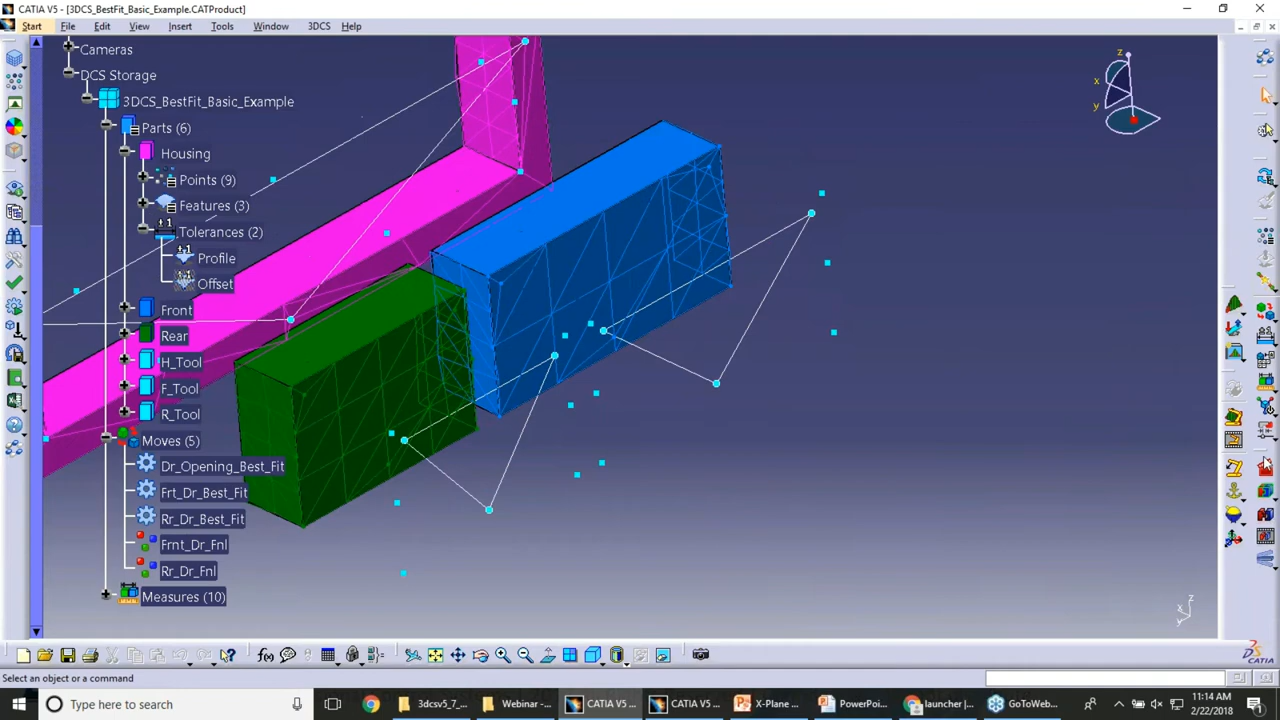 CATIA V5 - [3DCS_BestFit_Basic_Example.CATProduct]
Start File Edit View Insert Tools Window 3DCS Help
Cameras
DCS Storage
3DCS_BestFit_Basic_Example
Parts (6)
Housing
Points (9)
Features (3)
Tolerances (2)
Profile
Offset
Front
Rear
H_Tool
F_Tool
R_Tool
Moves (5)
Dr_Opening_Best_Fit
Frt_Dr_Best_Fit
Rr_Dr_Best_Fit
Frnt_Dr_Fnl
Rr_Dr_Fnl
Measures (10)
z
x
y
z
x
y
f(x)
CATIA
Select an object or a command
Type here to search
3dcsv5_7_...
Webinar -...
CATIA V5 ...
CATIA V5 ...
X-Plane ...
PowerPoi...
launcher |...
GoToWeb...
11:14 AM
2/22/2018